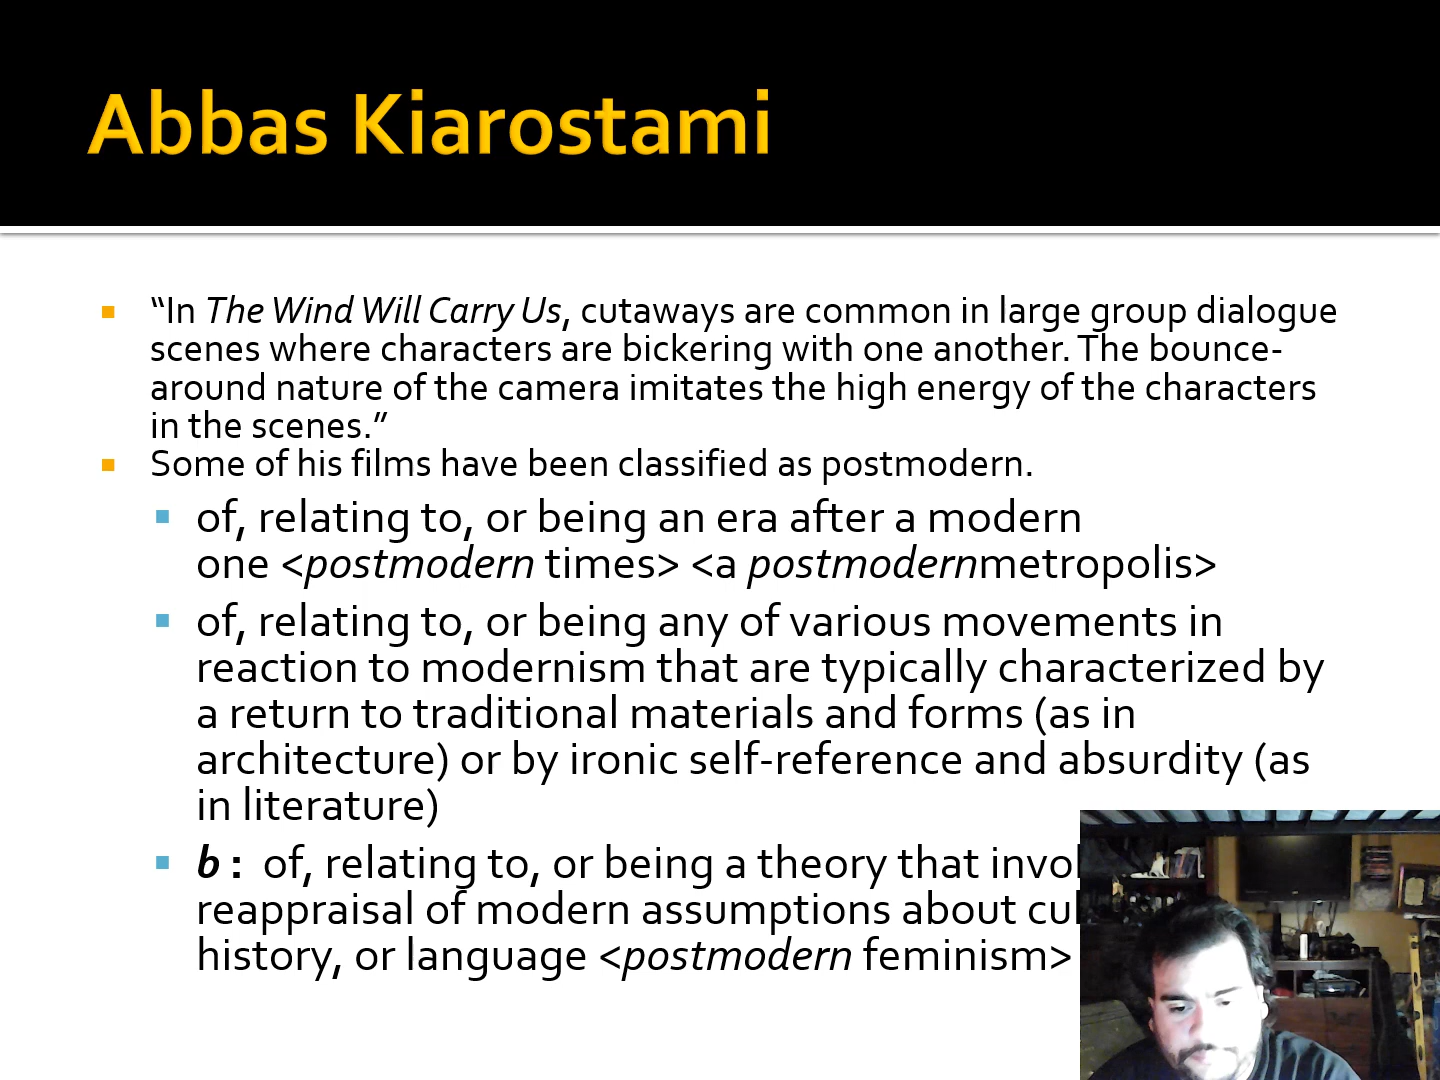 Abbas Kiarostami
“In The Wind Will Carry Us, cutaways are common in large group dialogue
scenes where characters are bickering with one another. The bounce-
around nature of the camera imitates the high energy of the characters
in the scenes.”
Some of his films have been classified as postmodern.
of, relating to, or being an era after a modern
one <postmodern times> <a postmodernmetropolis>
of, relating to, or being any of various movements in
reaction to modernism that are typically characterized by
a return to traditional materials and forms (as in
architecture) or by ironic self-reference and absurdity (as
in literature)
b : of, relating to, or being a theory that
reappraisal of modern assumptions about
history, or language <postmodern feminism>